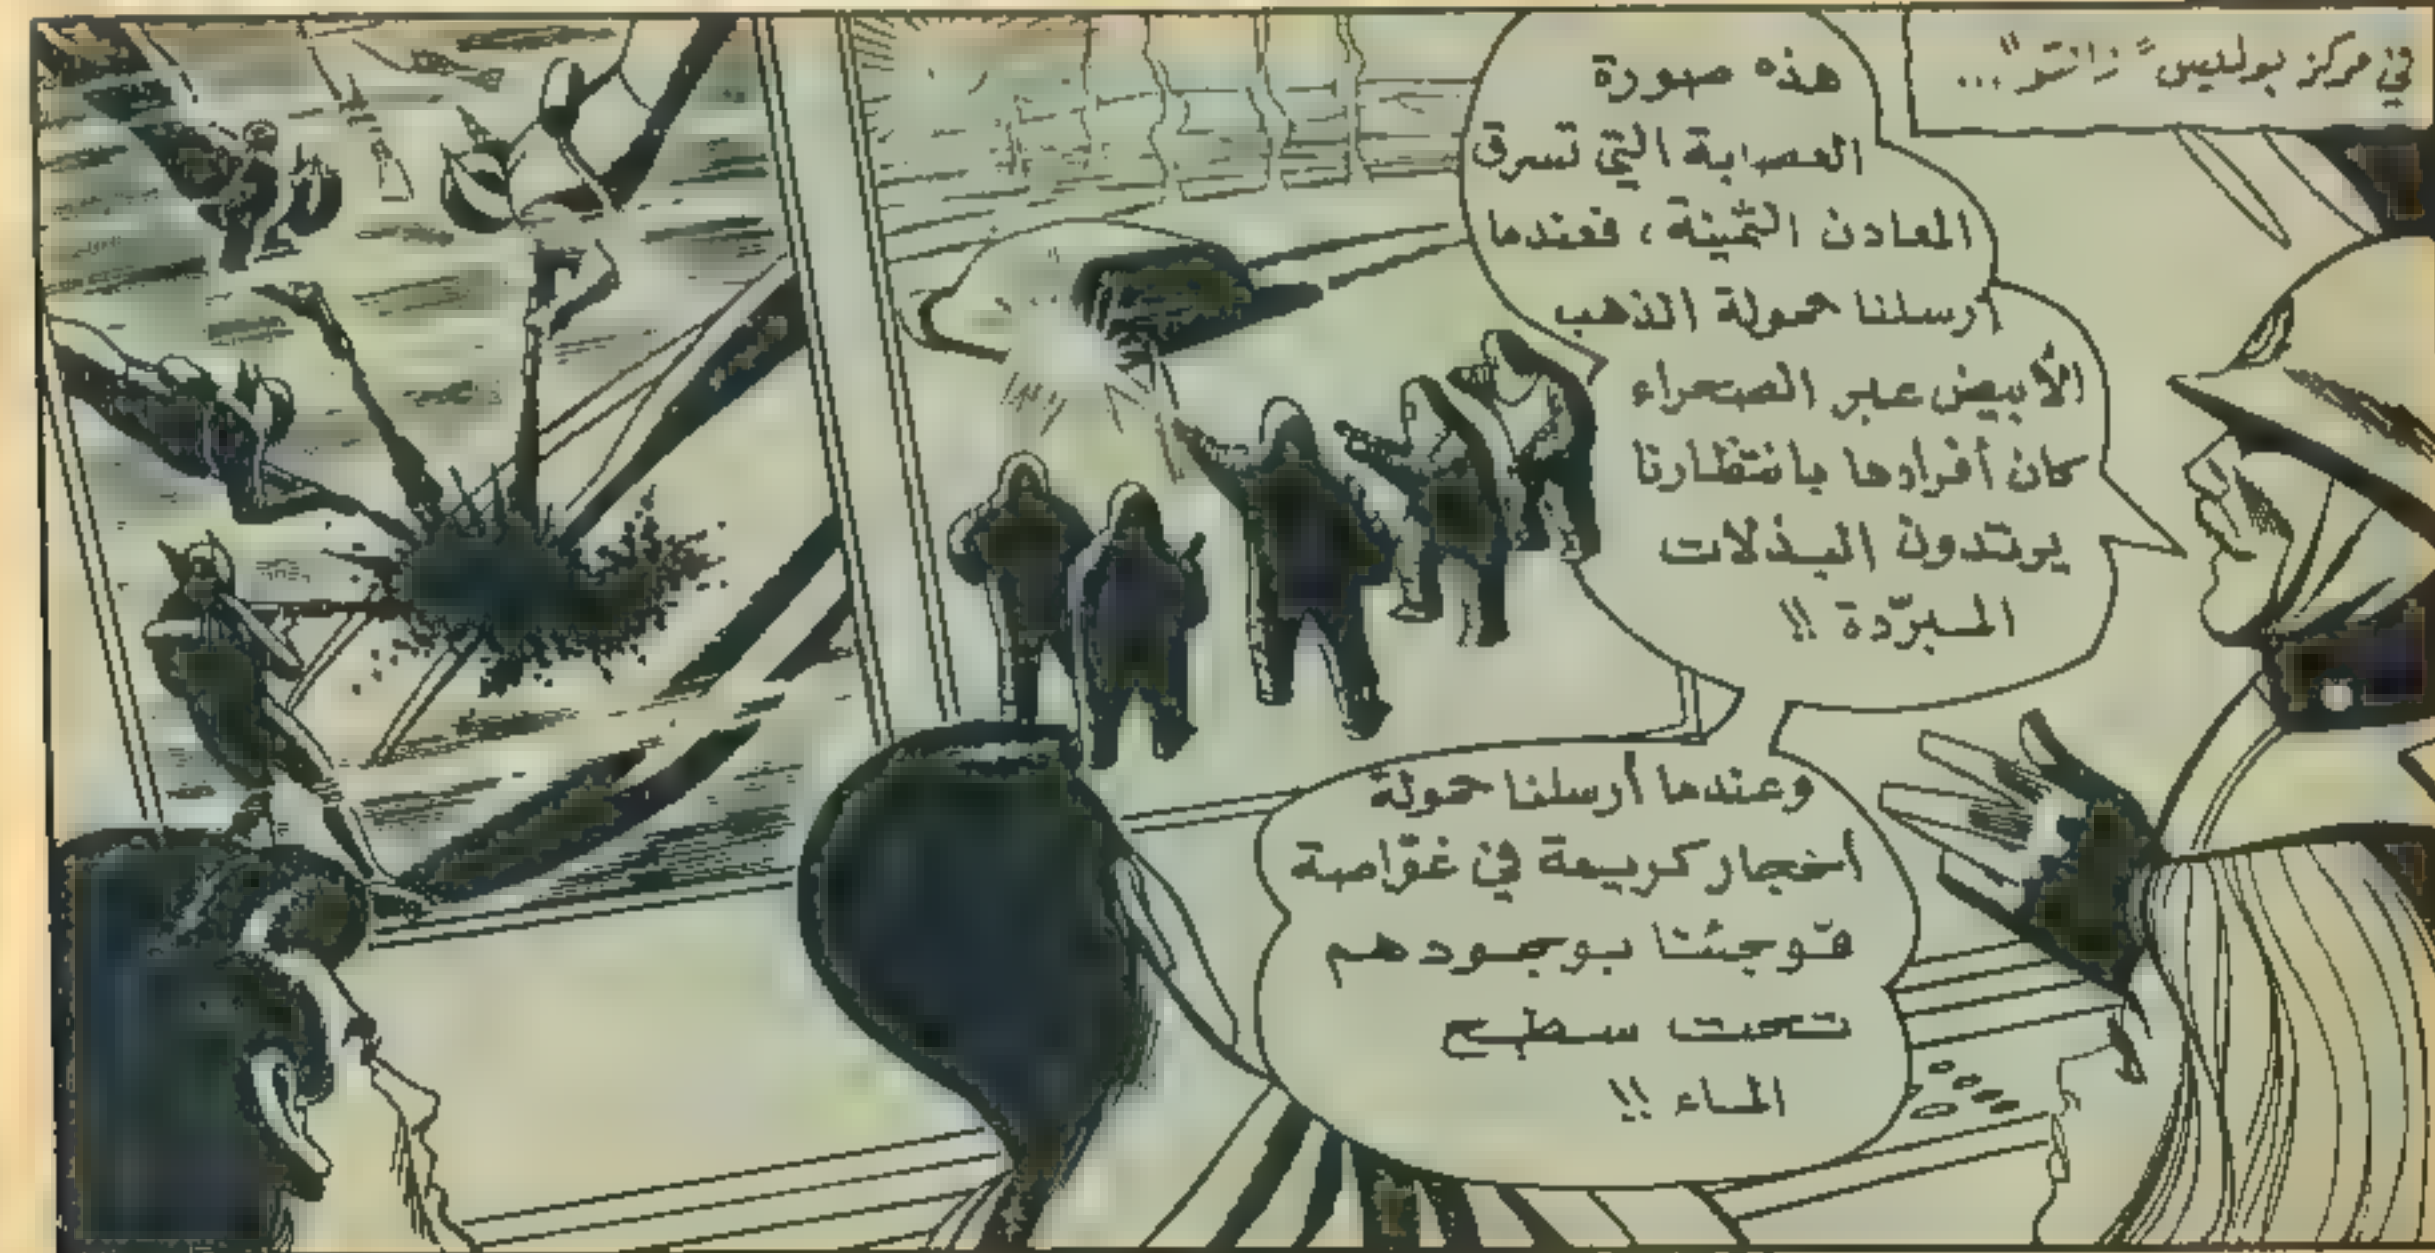 في مركز بوليس "زانتو"...
هذه صورة
العصابة التي تسرق
المعادن الثمينة، فعندما
أرسلنا حمولة الذهب
الأبيض عبر الصحراء
كان أفرادها بانتظارنا
يرتدون البذلات
المبرّدة !!
وعندما أرسلنا حمولة
أحجار كريمة في غوّاصة
فوجئنا بوجودهم
تحت سطح
الماء !!